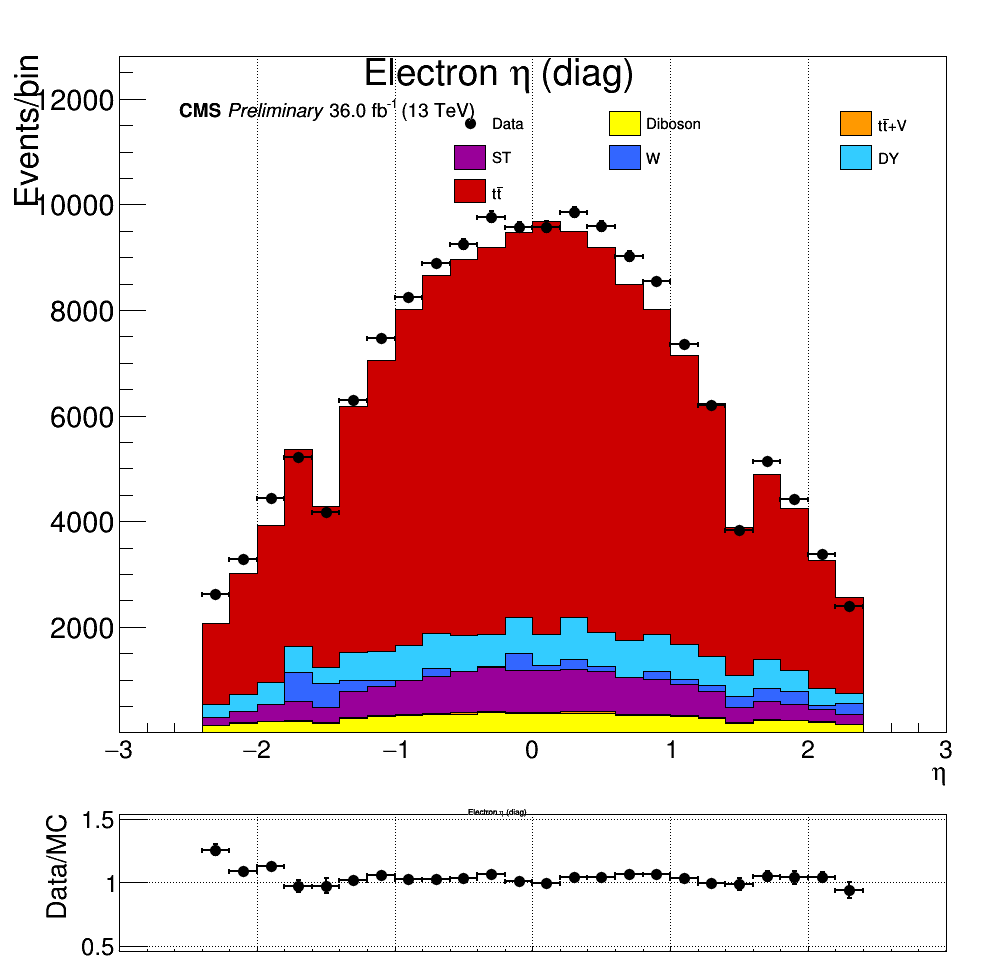 Electron η (diag)
Events/bin
CMS Preliminary 36.0 fb⁻¹ (13 TeV)
Data
Diboson
tt̅+V
ST
W
DY
tt̅
12000
10000
8000
6000
4000
2000
−3
−2
−1
0
1
2
3
η
Electron η (diag)
Data/MC
1.5
1
0.5